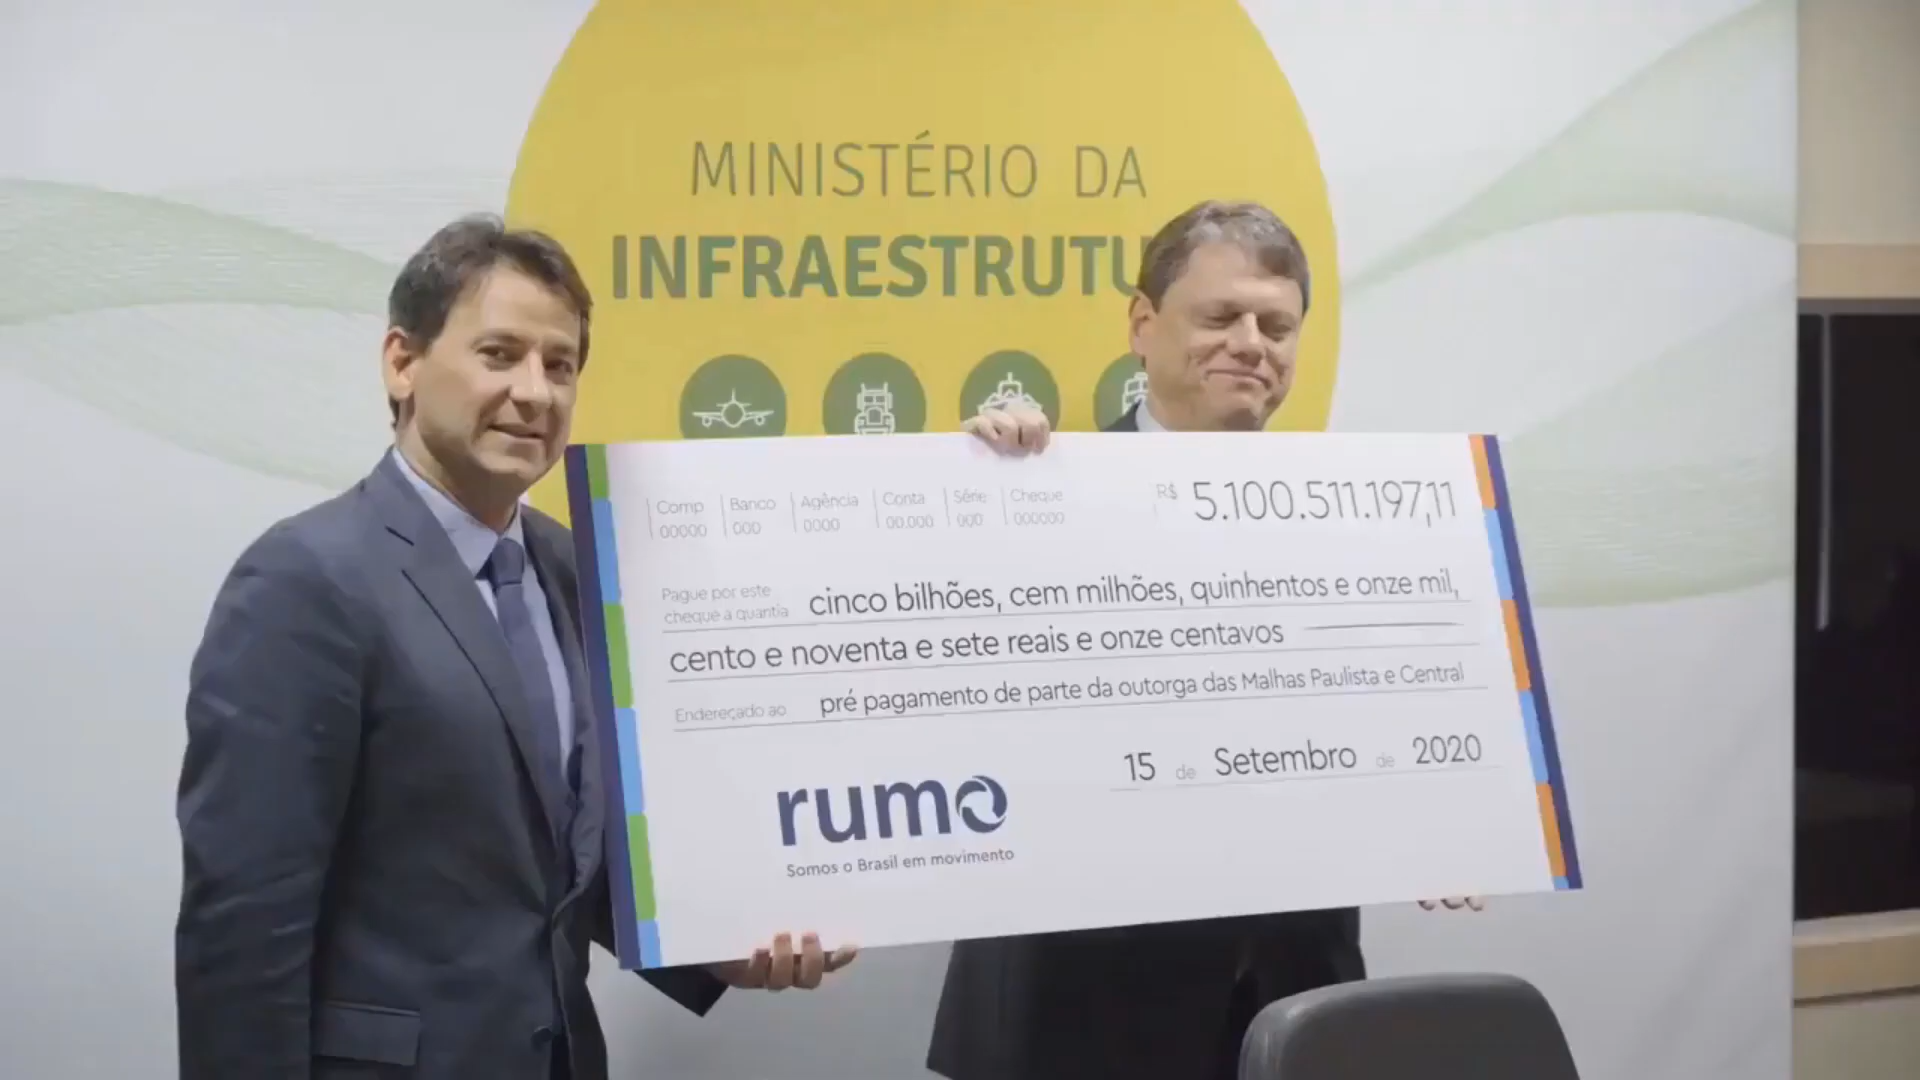 MINISTÉRIO DA
INFRAESTRUTU
Comp Banco Agência Conta Série Cheque
00000 000 0000 00.000 000 000000
R$ 5.100.511.197,11
Pague por este
cheque a quantia
cinco bilhões, cem milhões, quinhentos e onze mil,
cento e noventa e sete reais e onze centavos
Endereçado ao pré pagamento de parte da outorga das Malhas Paulista e Central
15 de Setembro de 2020
rumo
Somos o Brasil em movimento